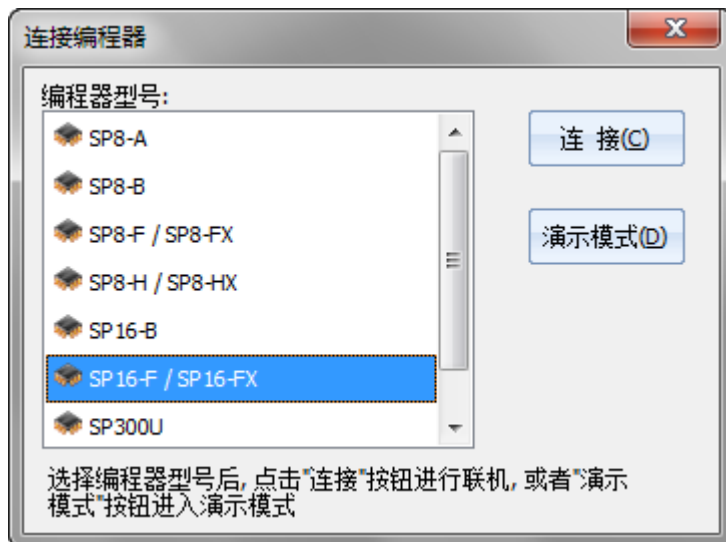 连接编程器
编程器型号:
SP8-A
SP8-B
SP8-F / SP8-FX
SP8-H / SP8-HX
SP16-B
SP16-F / SP16-FX
SP300U
连 接(C)
演示模式(D)
选择编程器型号后, 点击"连接"按钮进行联机, 或者"演示
模式"按钮进入演示模式